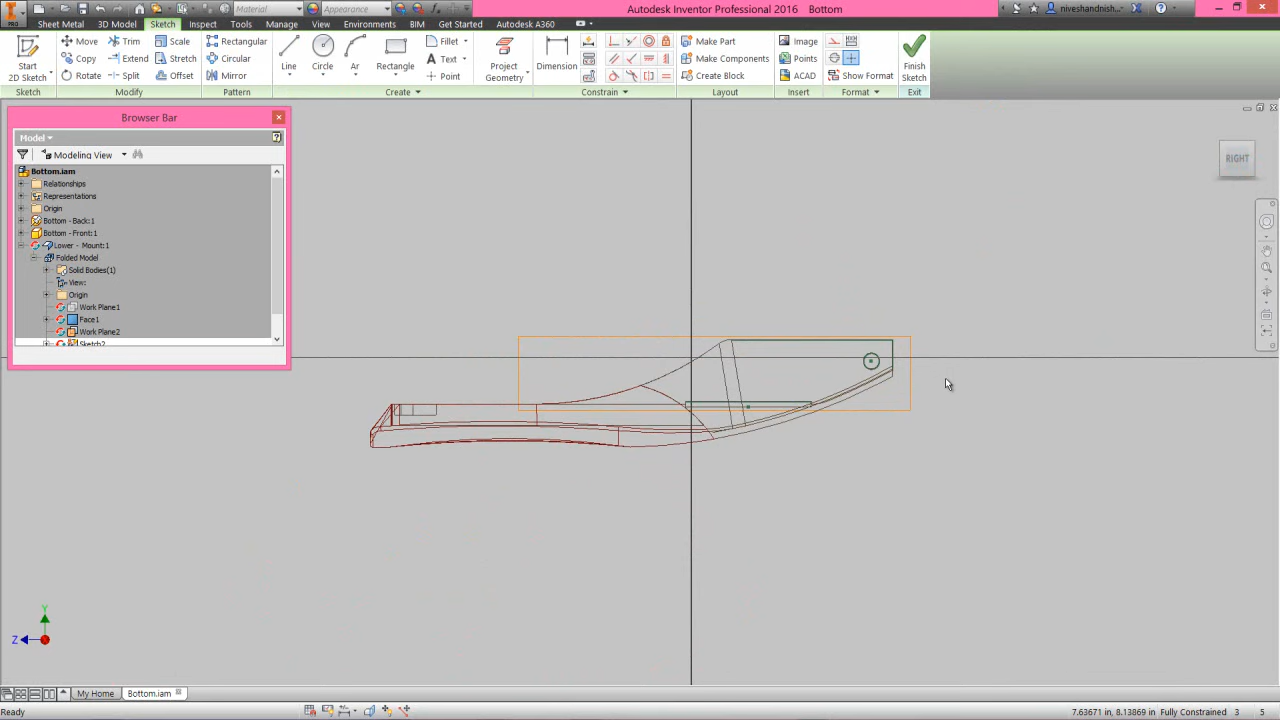 Material
Appearance
Autodesk Inventor Professional 2016   Bottom
niveshandnish...
PRO
Sheet Metal
3D Model
Sketch
Inspect
Tools
Manage
View
Environments
BIM
Get Started
Autodesk A360
Start
2D Sketch
Move
Trim
Scale
Copy
Stretch
Rotate
Split
Offset
Rectangular
Circular
Mirror
Line
Circle
Arc
Rectangle
Fillet
Text
Point
Project
Geometry
Dimension
Make Part
Make Components
Create Block
Image
Points
ACAD
Show Format
Finish
Sketch
Sketch
Modify
Pattern
Create
Constrain
Layout
Insert
Format
Exit
Browser Bar
Model
Modeling View
Bottom.iam
Relationships
Representations
Origin
Bottom - Back:1
Bottom - Front:1
Lower - Mount:1
Folded Model
Solid Bodies(1)
View:
Origin
Work Plane1
Face1
Work Plane2
Sketch2
RIGHT
Y
Z
My Home
Bottom.iam
Ready
7.63671 in, 8.13869 in   Fully Constrained   3   5